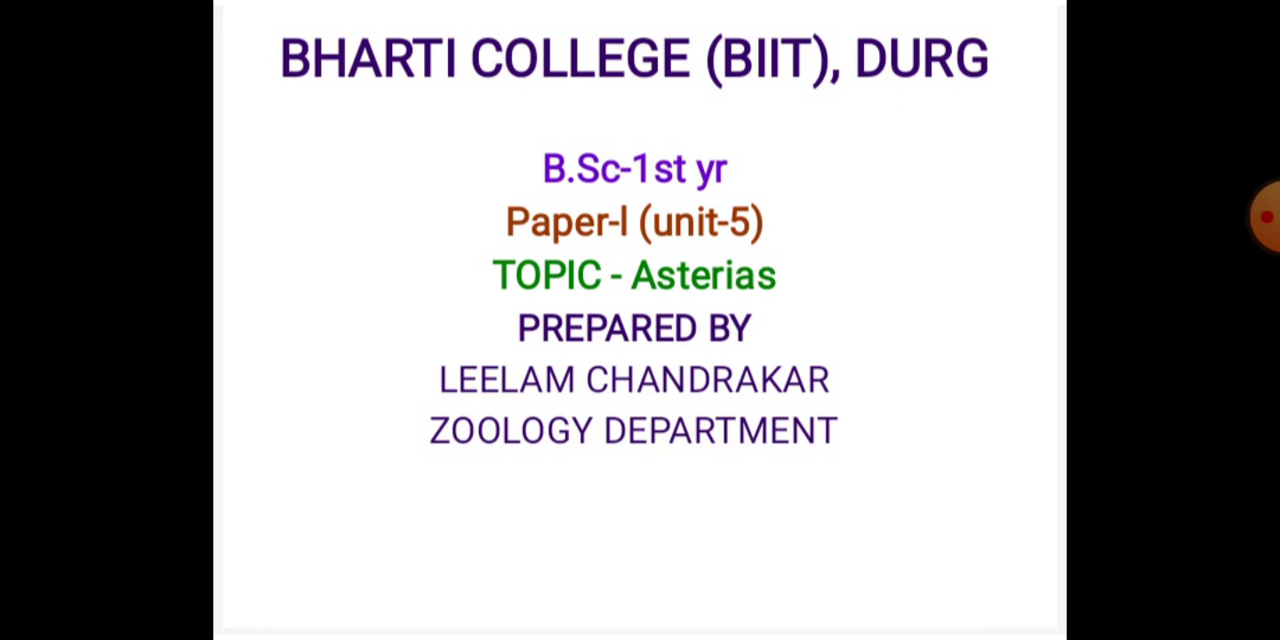 BHARTI COLLEGE (BIIT), DURG
B.Sc-1st yr
Paper-l (unit-5)
TOPIC - Asterias
PREPARED BY
LEELAM CHANDRAKAR
ZOOLOGY DEPARTMENT